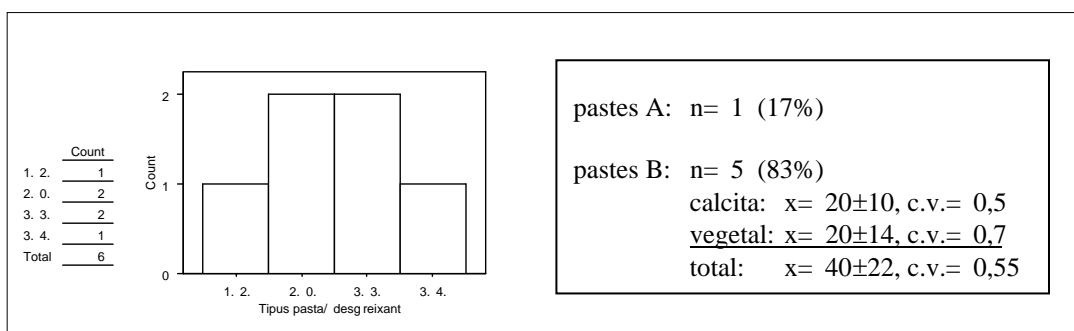 Count
1. 2. 1
2. 0. 2
3. 3. 2
3. 4. 1
Total 6
Count
2
1
0
1. 2. 2. 0. 3. 3. 3. 4.
Tipus pasta/ desg reixant
pastes A: n= 1 (17%)
pastes B: n= 5 (83%)
calcita: x= 20±10, c.v.= 0,5
vegetal: x= 20±14, c.v.= 0,7
total: x= 40±22, c.v.= 0,55